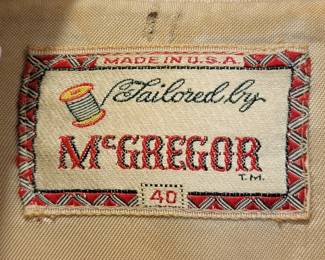 MADE IN U.S.A.
Tailored by
McGREGOR
T.M.
40